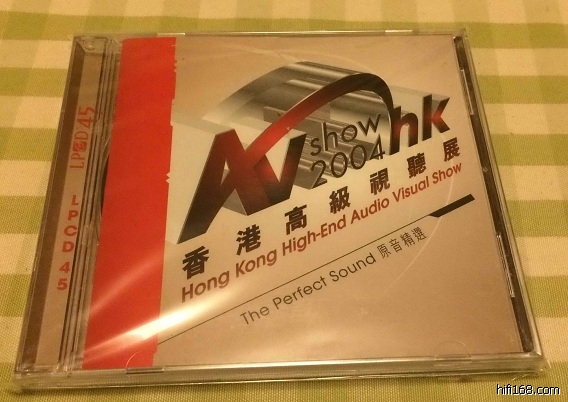 LPCD45
LPCD 45
AV show 2004 hk
香港高級視聽展
Hong Kong High-End Audio Visual Show
The Perfect Sound 原音精選
hifi168.com